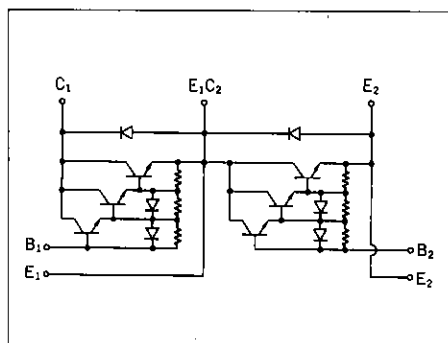 C₁ E₁C₂ E₂
B₁ B₂
E₁ E₂